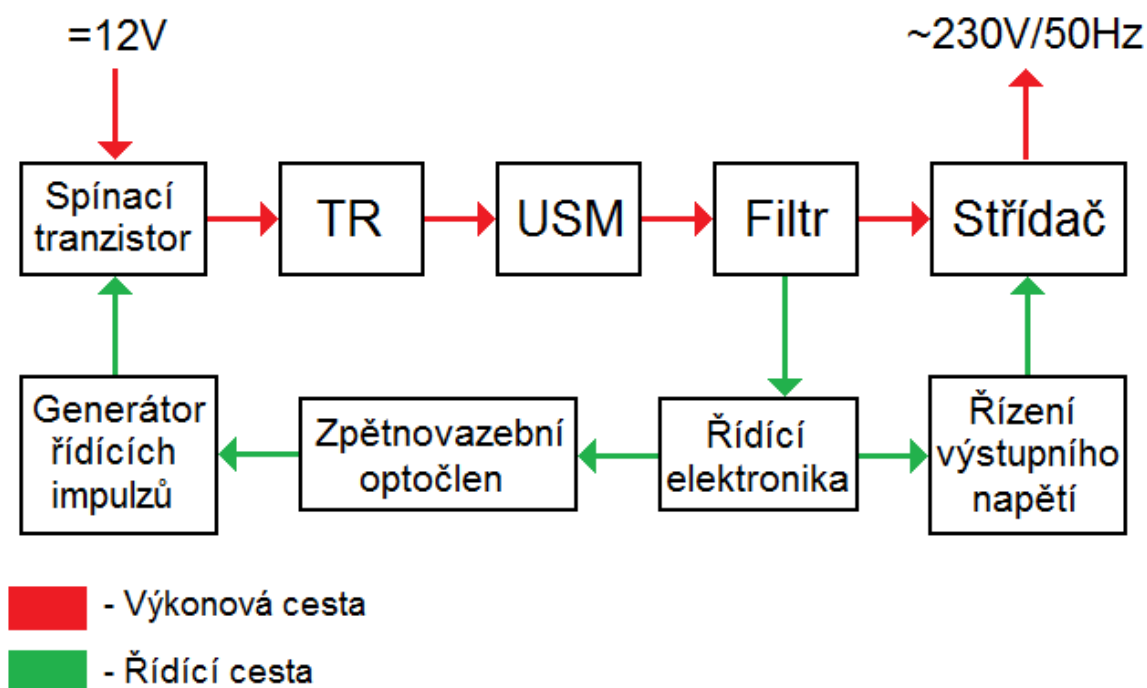 =12V
~230V/50Hz
Spínací
tranzistor
TR
USM
Filtr
Střídač
Generátor
řídících
impulzů
Zpětnovazební
optočlen
Řídící
elektronika
Řízení
výstupního
napětí
- Výkonová cesta
- Řídící cesta